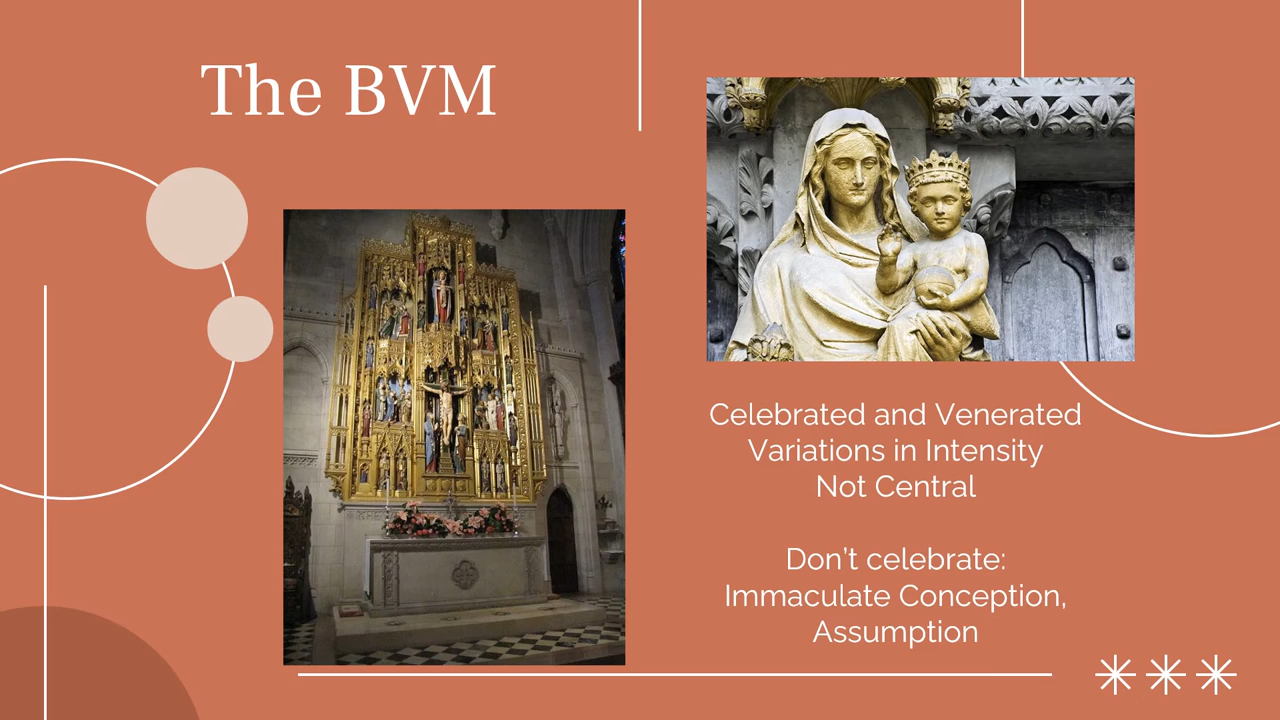 The BVM
Celebrated and Venerated
Variations in Intensity
Not Central
Don’t celebrate:
Immaculate Conception,
Assumption